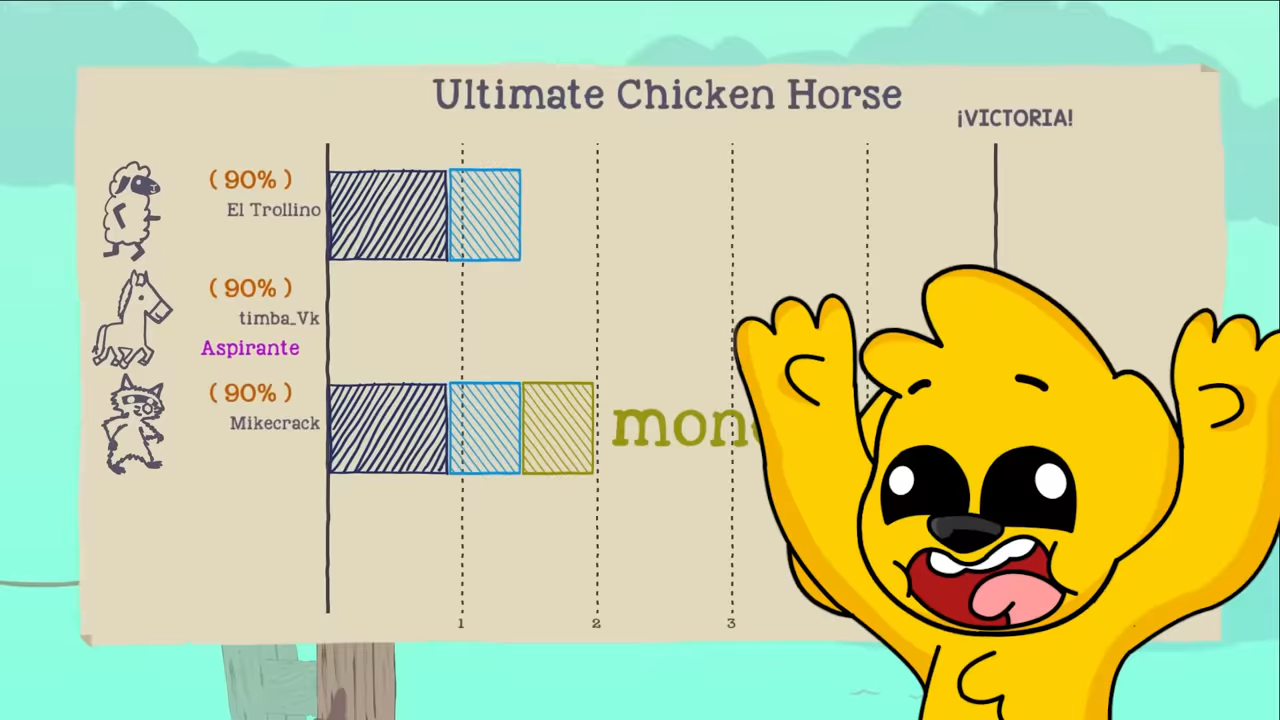 Ultimate Chicken Horse
¡VICTORIA!
( 90% )
El Trollino
( 90% )
timba_Vk
Aspirante
( 90% )
Mikecrack
1 2 3